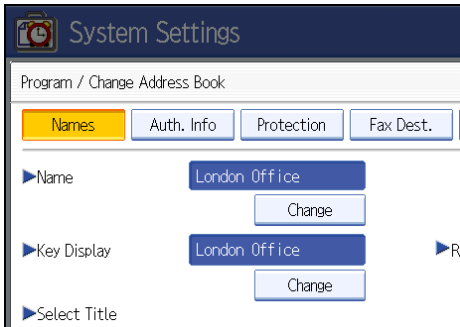 System Settings
Program / Change Address Book
Names Auth. Info Protection Fax Dest.
Name London Office
Change
Key Display London Office R
Change
Select Title